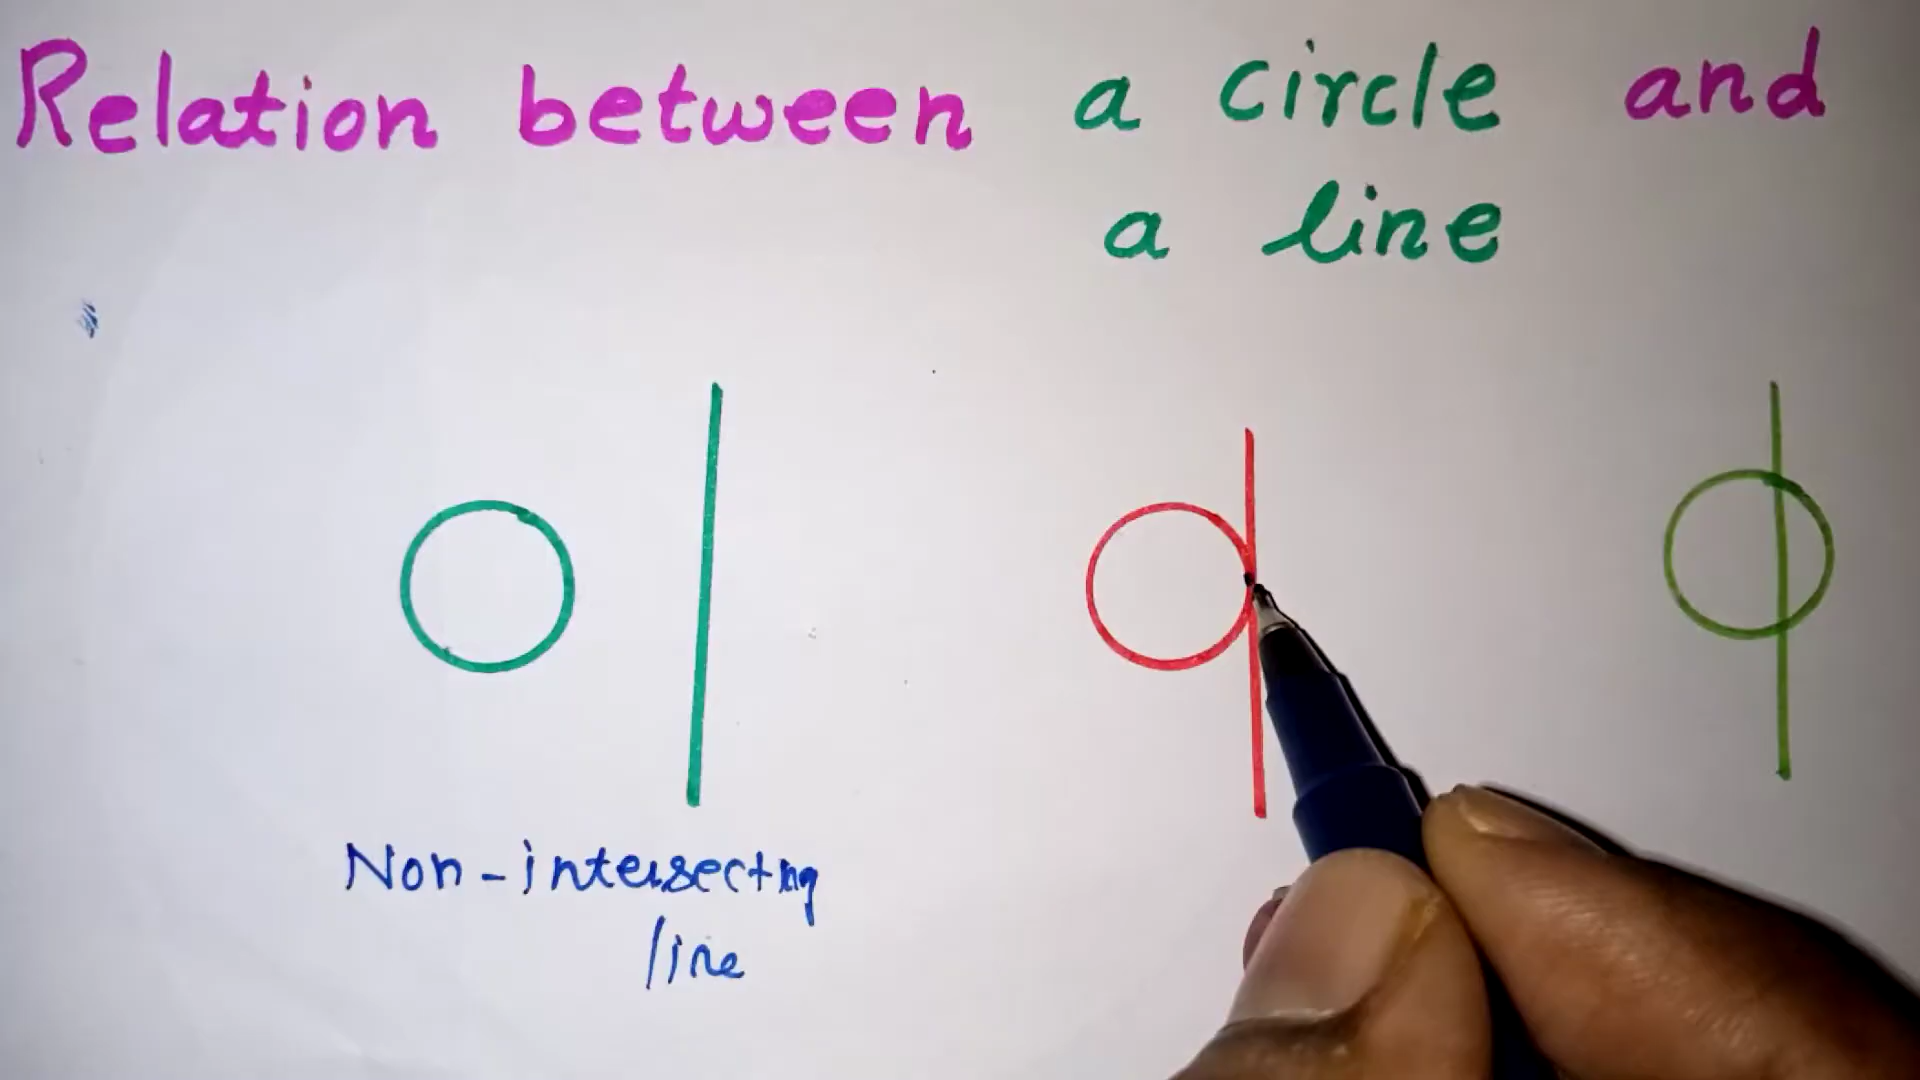 Relation between a circle and
a line
Non-intersecting
line